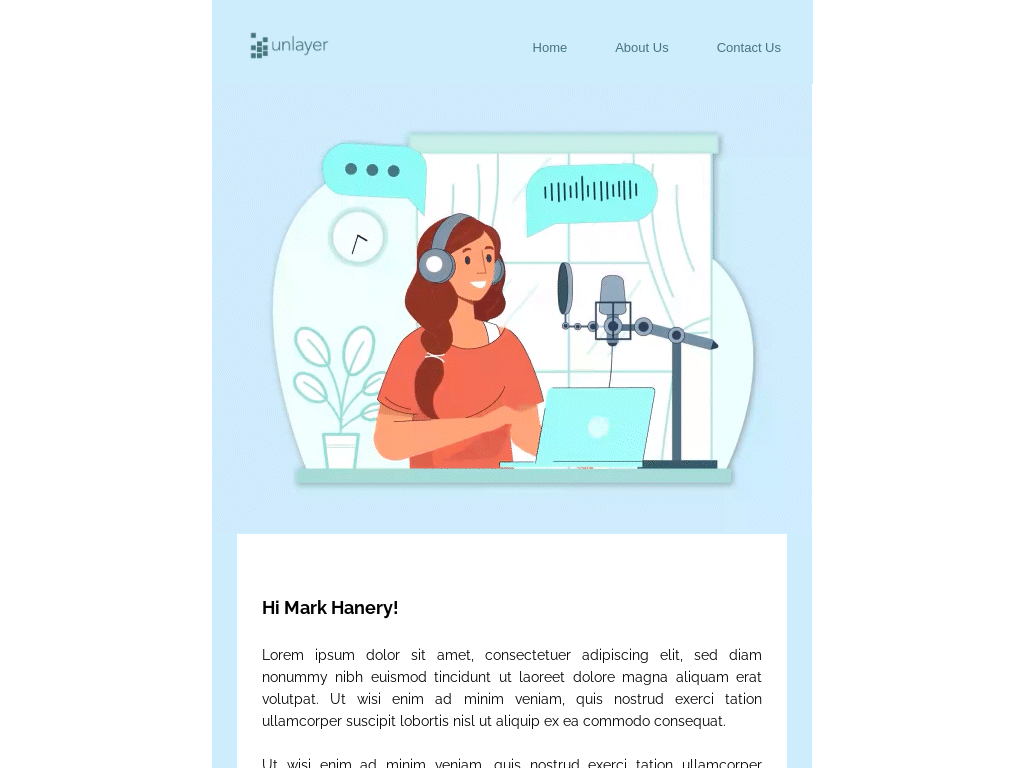 unlayer
Home About Us Contact Us
Hi Mark Hanery!
Lorem ipsum dolor sit amet, consectetuer adipiscing elit, sed diam
nonummy nibh euismod tincidunt ut laoreet dolore magna aliquam erat
volutpat. Ut wisi enim ad minim veniam, quis nostrud exerci tation
ullamcorper suscipit lobortis nisl ut aliquip ex ea commodo consequat.
Ut wisi enim ad minim veniam, quis nostrud exerci tation ullamcorper